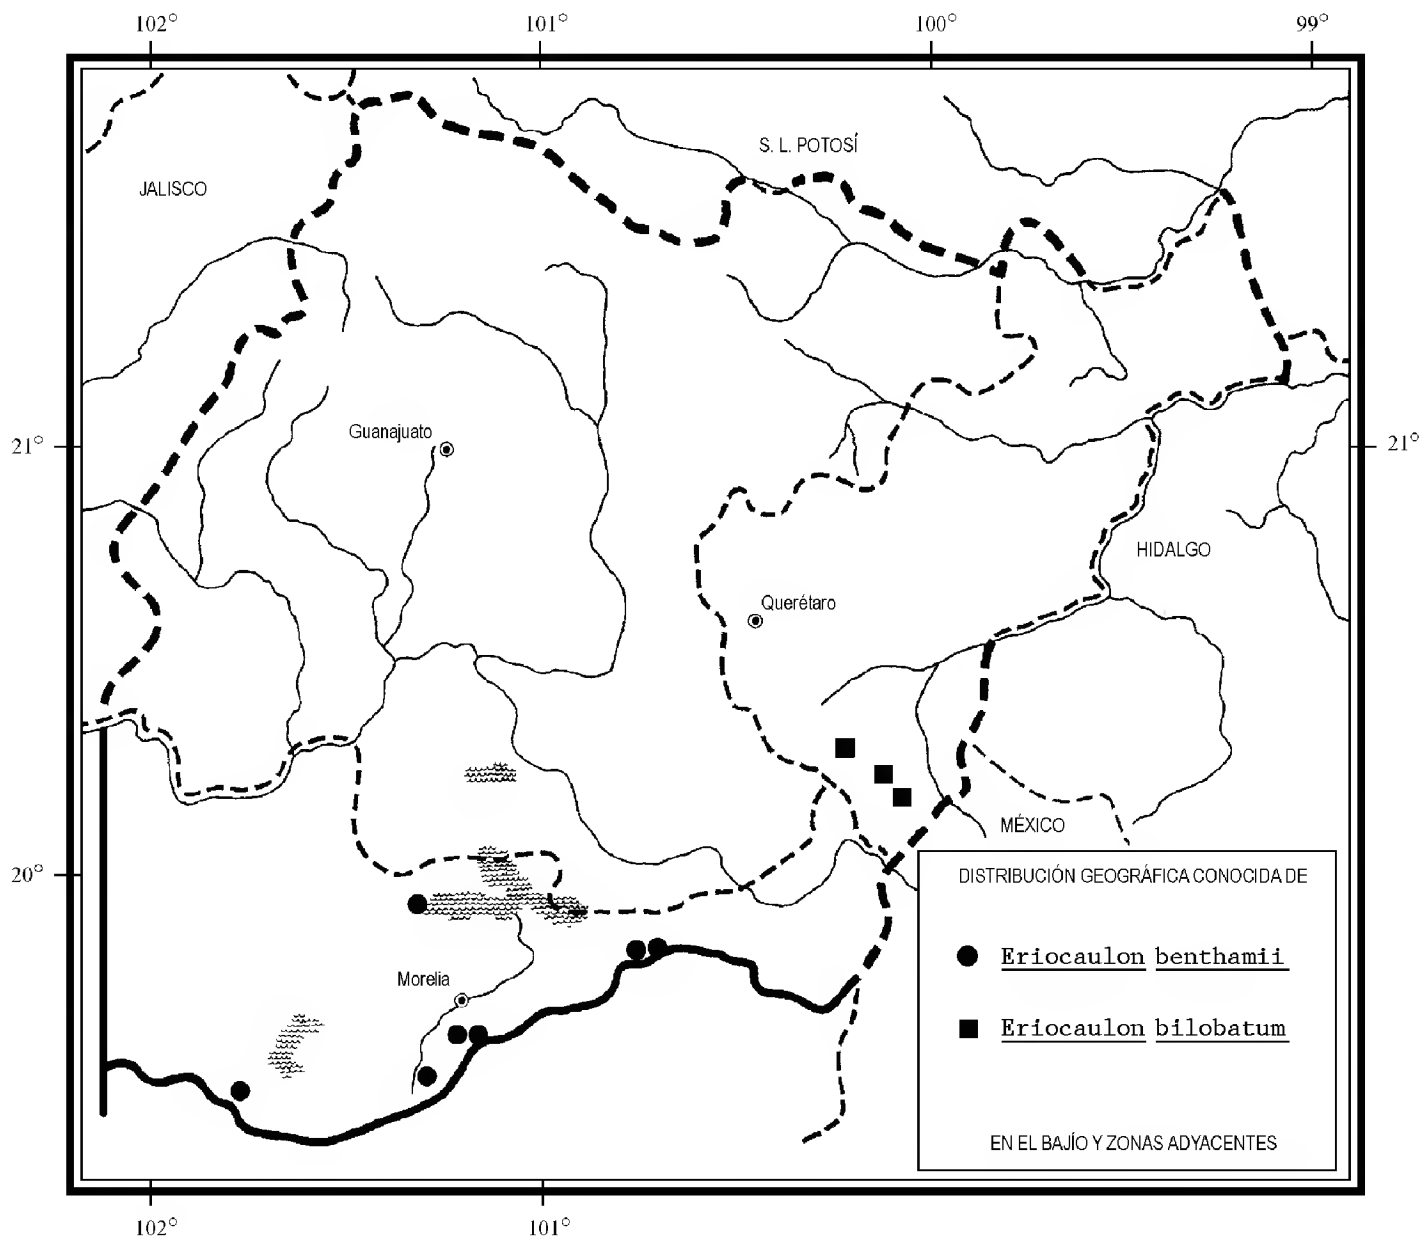 102° 101° 100° 99°
S. L. POTOSÍ
JALISCO
Guanajuato
21° 21°
HIDALGO
Querétaro
MÉXICO
20°
DISTRIBUCIÓN GEOGRÁFICA CONOCIDA DE
Eriocaulon benthamii
Morelia
Eriocaulon bilobatum
EN EL BAJÍO Y ZONAS ADYACENTES
102° 101°